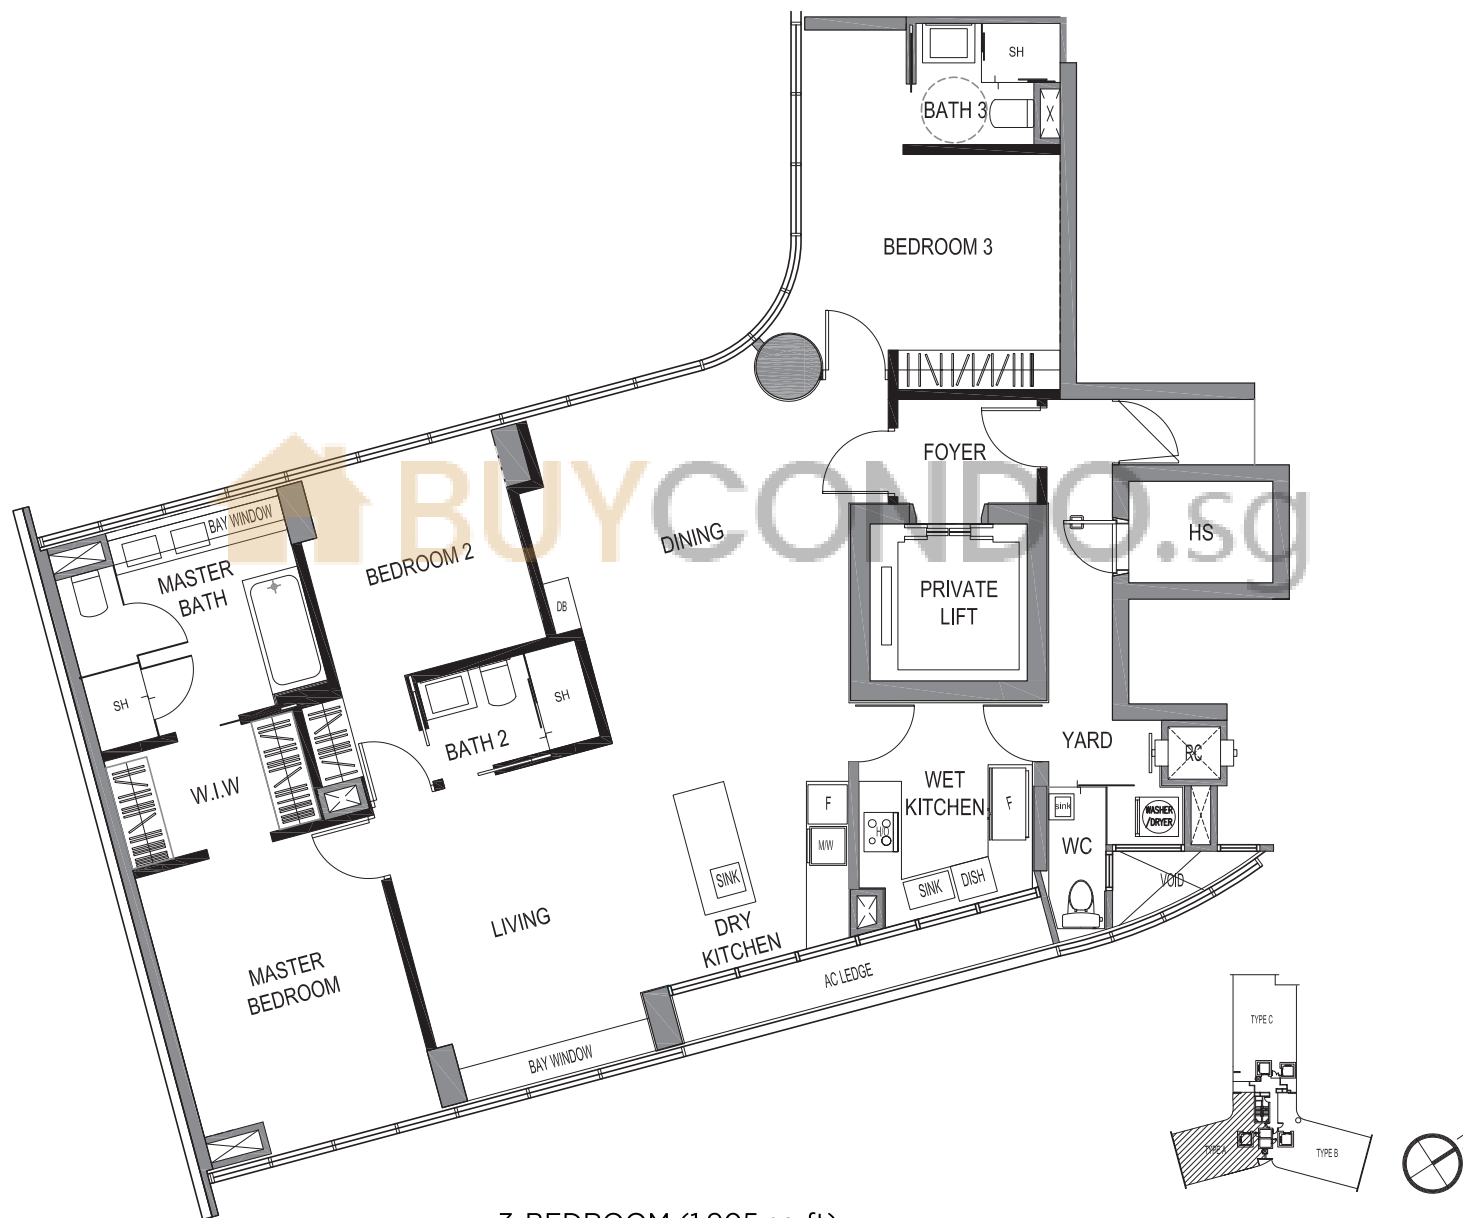 SH
BATH 3
BEDROOM 3
FOYER
BUYCONDO.sg
BAY WINDOW
DINING
HS
BEDROOM 2
MASTER
BATH
PRIVATE
LIFT
DB
SH
SH
BATH 2
YARD
RC
W.I.W
WET
KITCHEN
F
F
M/W
H/D
sink
WASHER
/DRYER
WC
SINK
SINK
DISH
VOID
LIVING
DRY
KITCHEN
MASTER
BEDROOM
AC LEDGE
BAY WINDOW
TYPE C
TYPE A
TYPE B